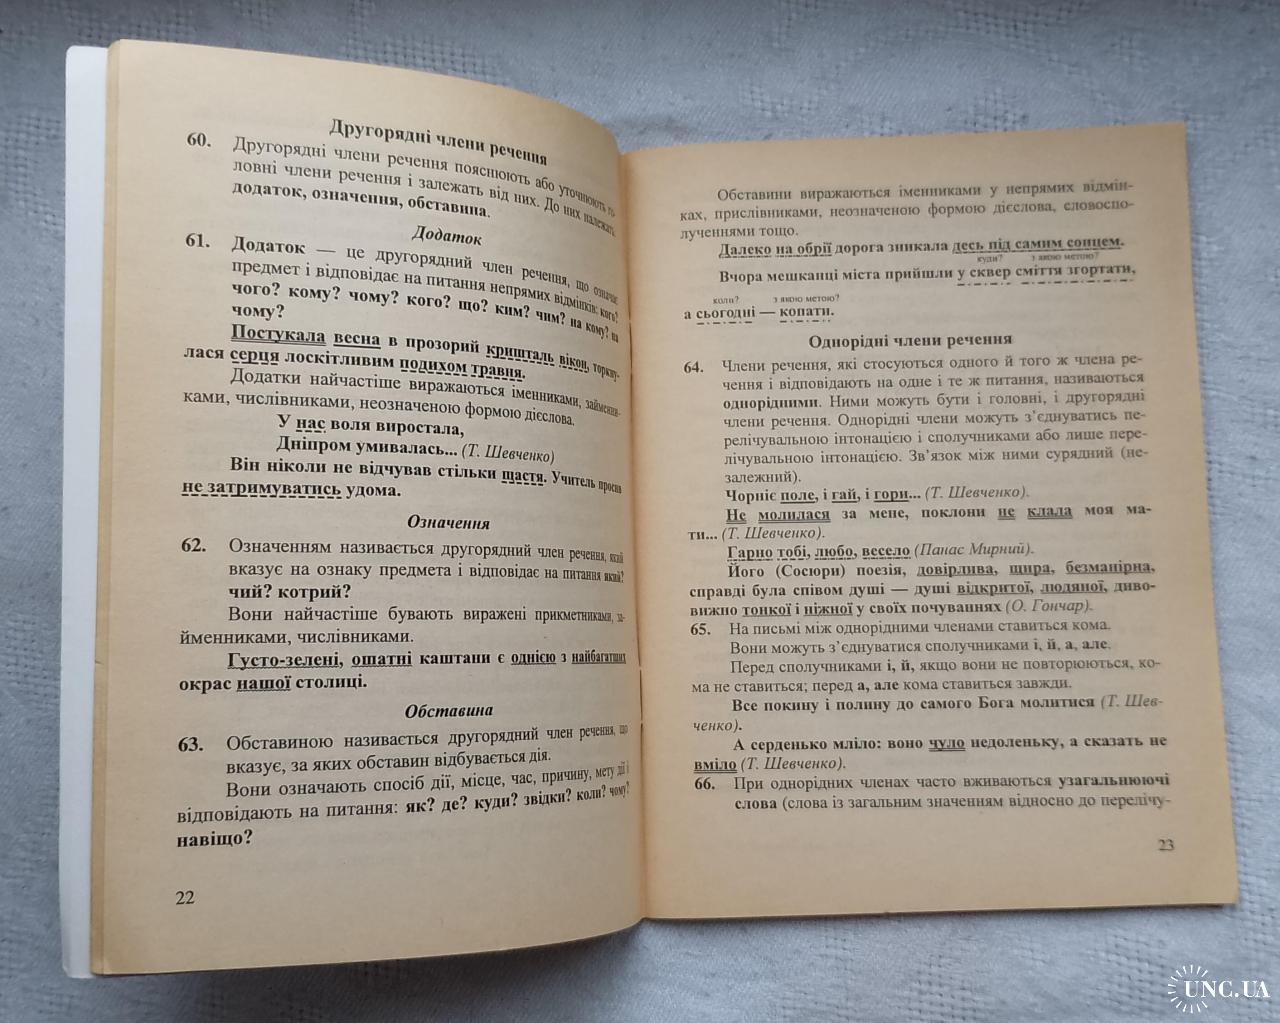 Другорядні члени речення
60. Другорядні члени речення пояснюють або уточнюють го-
ловні члени речення і залежать від них. До них належать
додаток, означення, обставина.
Додаток
61. Додаток — це другорядний член речення, що означає
предмет і відповідає на питання непрямих відмінків: кого?
чого? кому? чому? кого? що? ким? чим? на кому? на
чому?
Постукала весна в прозорий кришталь вікон, торкну-
лася серця лоскітливим подихом травня.
Додатки найчастіше виражаються іменниками, займенни-
ками, числівниками, неозначеною формою дієслова.
У нас воля виростала,
Дніпром умивалась... (Т. Шевченко)
Він ніколи не відчував стільки щастя. Учитель просив
не затримуватись удома.
Означення
62. Означенням називається другорядний член речення, який
вказує на ознаку предмета і відповідає на питання який?
чий? котрий?
Вони найчастіше бувають виражені прикметниками, за-
йменниками, числівниками.
Густо-зелені, ошатні каштани є однією з найбагатших
окрас нашої столиці.
Обставина
63. Обставиною називається другорядний член речення, що
вказує, за яких обставин відбувається дія.
Вони означають спосіб дії, місце, час, причину, мету дії і
відповідають на питання: як? де? куди? звідки? коли? чому?
навіщо?
22
Обставини виражаються іменниками у непрямих відмін-
ках, прислівниками, неозначеною формою дієслова, словоспо-
лученнями тощо.
Далеко на обрії дорога зникала десь під самим сонцем.
куди? з якою метою?
Вчора мешканці міста прийшли у сквер сміття згортати,
коли? з якою метою?
а сьогодні — копати.
Однорідні члени речення
64. Члени речення, які стосуються одного й того ж члена ре-
чення і відповідають на одне і те ж питання, називаються
однорідними. Ними можуть бути і головні, і другорядні
члени речення. Однорідні члени можуть з’єднуватись пе-
релічувальною інтонацією і сполучниками або лише пере-
лічувальною інтонацією. Зв’язок між ними сурядний (не-
залежний).
Чорніє поле, і гай, і гори... (Т. Шевченко).
Не молилася за мене, поклони не клала моя ма-
ти... (Т. Шевченко).
Гарно тобі, любо, весело (Панас Мирний).
Його (Сосюри) поезія, довірлива, щира, безманірна,
справді була співом душі — душі відкритої, людяної, диво-
вижно тонкої і ніжної у своїх почуваннях (О. Гончар).
65. На письмі між однорідними членами ставиться кома.
Вони можуть з’єднуватися сполучниками і, й, а, але.
Перед сполучниками і, й, якщо вони не повторюються, ко-
ма не ставиться; перед а, але кома ставиться завжди.
Все покину і полину до самого Бога молитися (Т. Шев-
ченко).
А серденько мліло: воно чуло недоленьку, а сказать не
вміло (Т. Шевченко).
66. При однорідних членах часто вживаються узагальнюючі
слова (слова із загальним значенням відносно до перелічу-
23
UNC.UA